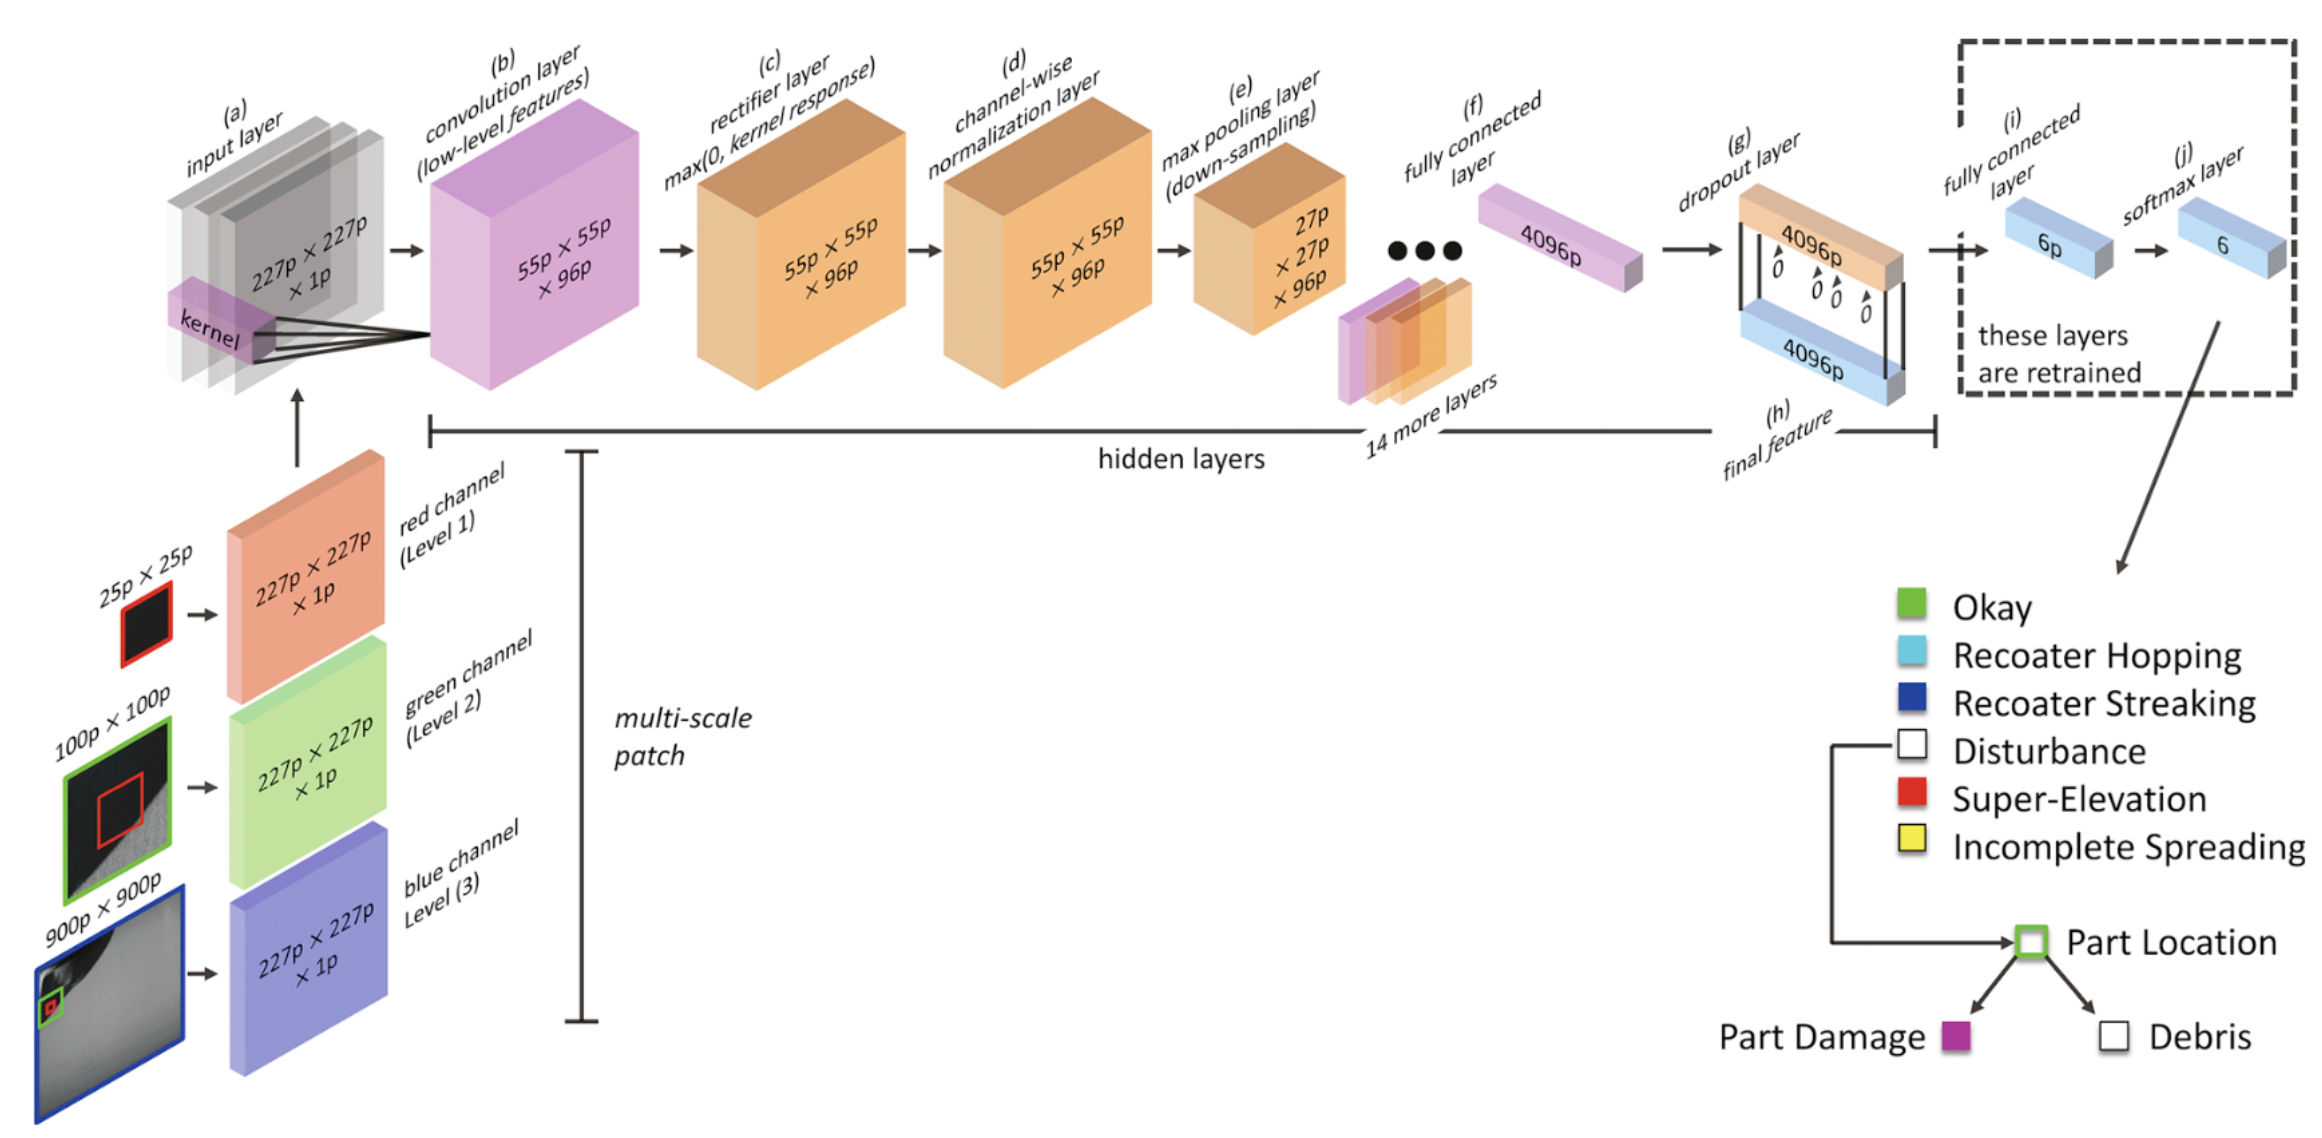 (a)
input layer
227p × 227p
× 1p
kernel
(b)
convolution layer
(low-level features)
55p × 55p
× 96p
(c)
rectifier layer
max(0, kernel response)
55p × 55p
× 96p
(d)
channel-wise
normalization layer
55p × 55p
× 96p
(e)
max pooling layer
(down-sampling)
27p
× 27p
× 96p
14 more layers
(f)
fully connected
layer
4096p
(g)
dropout layer
4096p
0
0
0
0
4096p
(h)
final feature
(i)
fully connected
layer
6p
(j)
softmax layer
6
these layers
are retrained
hidden layers
25p × 25p
227p × 227p
× 1p
red channel
(Level 1)
100p × 100p
227p × 227p
× 1p
green channel
(Level 2)
900p × 900p
227p × 227p
× 1p
blue channel
Level (3)
multi-scale
patch
Okay
Recoater Hopping
Recoater Streaking
Disturbance
Super-Elevation
Incomplete Spreading
Part Location
Part Damage
Debris